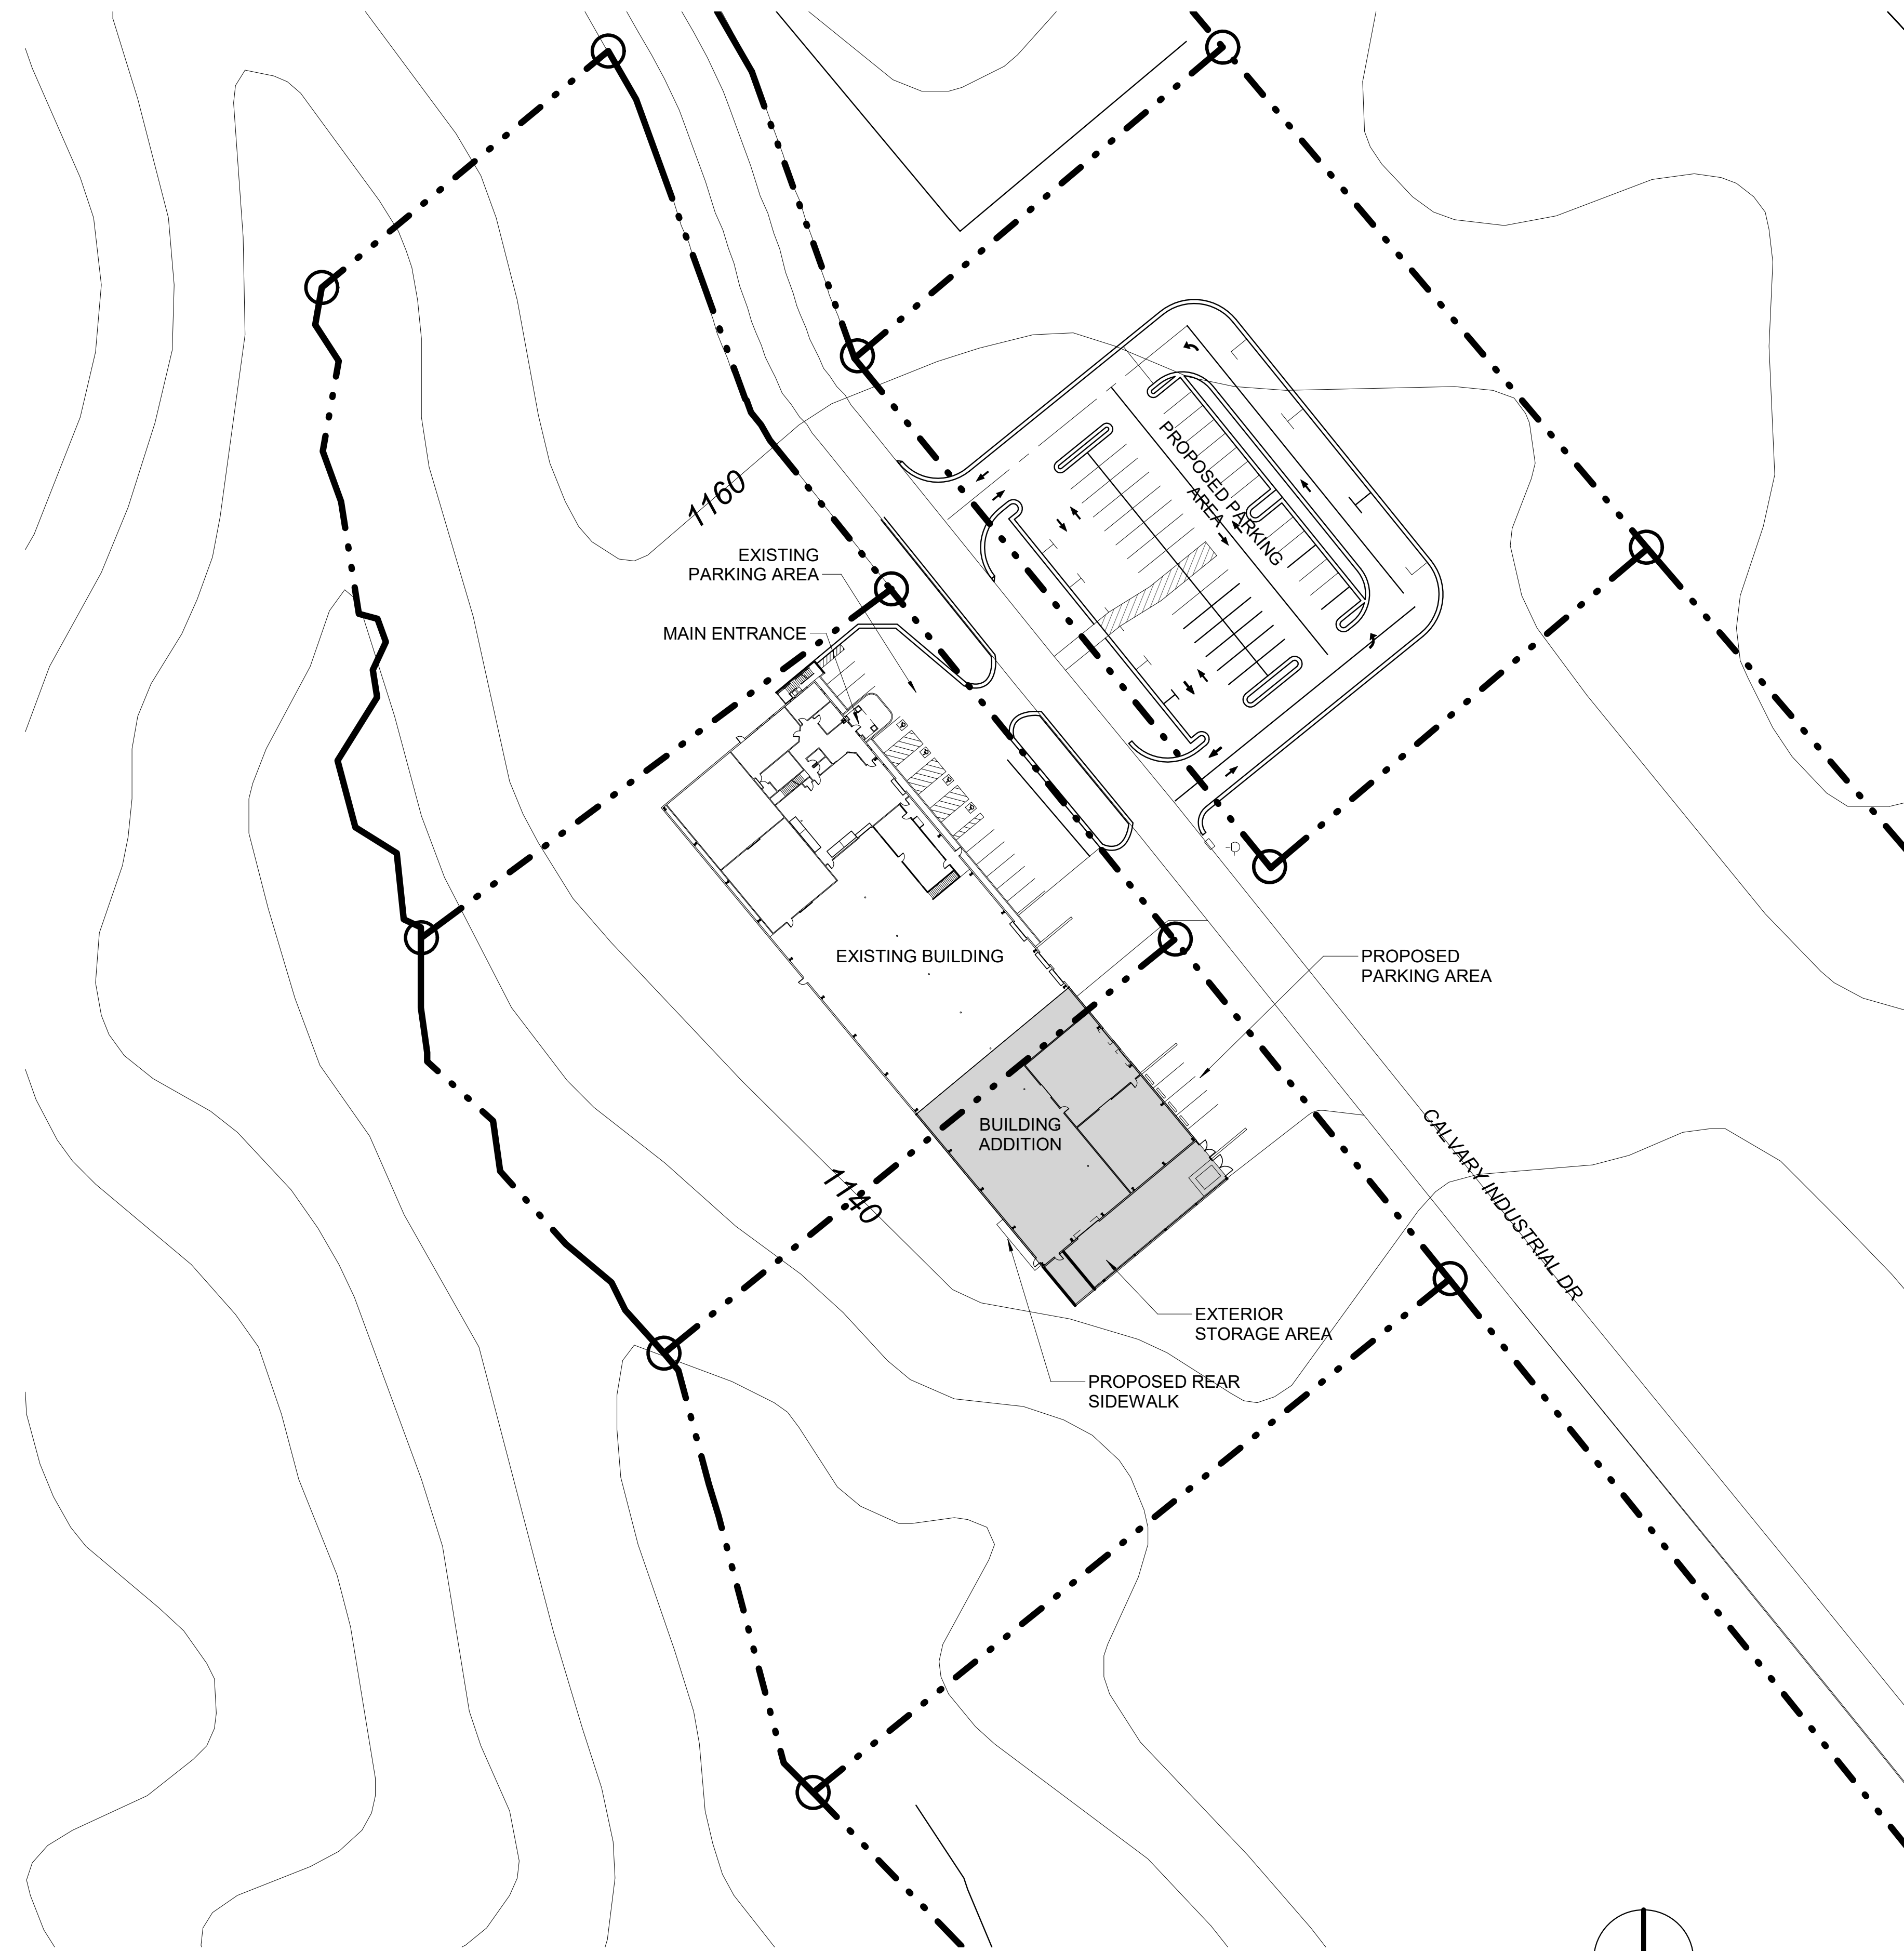 PROPOSED PARKING
AREA
1160
EXISTING
PARKING AREA
MAIN ENTRANCE
EXISTING BUILDING
PROPOSED
PARKING AREA
BUILDING
ADDITION
1140
CALVARY INDUSTRIAL DR
EXTERIOR
STORAGE AREA
PROPOSED REAR
SIDEWALK